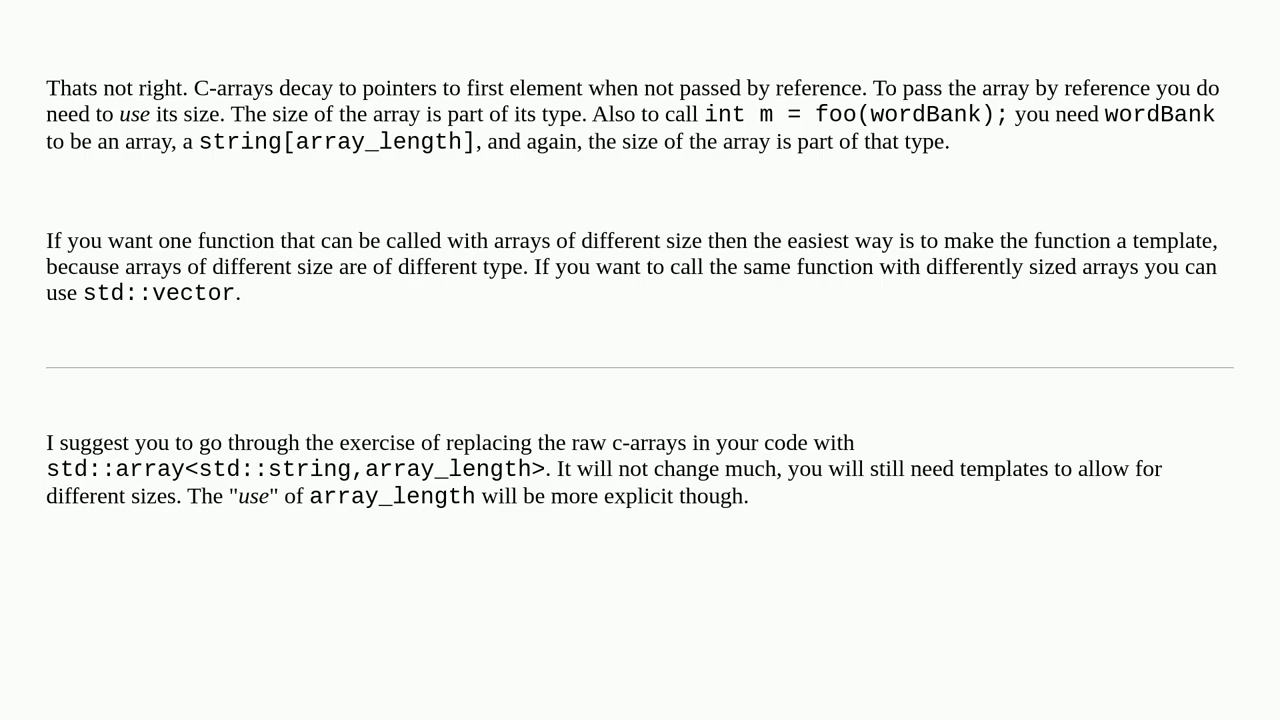 Thats not right. C-arrays decay to pointers to first element when not passed by reference. To pass the array by reference you do
need to use its size. The size of the array is part of its type. Also to call int m = foo(wordBank); you need wordBank
to be an array, a string[array_length], and again, the size of the array is part of that type.
If you want one function that can be called with arrays of different size then the easiest way is to make the function a template,
because arrays of different size are of different type. If you want to call the same function with differently sized arrays you can
use std::vector.
I suggest you to go through the exercise of replacing the raw c-arrays in your code with
std::array<std::string,array_length>. It will not change much, you will still need templates to allow for
different sizes. The "use" of array_length will be more explicit though.